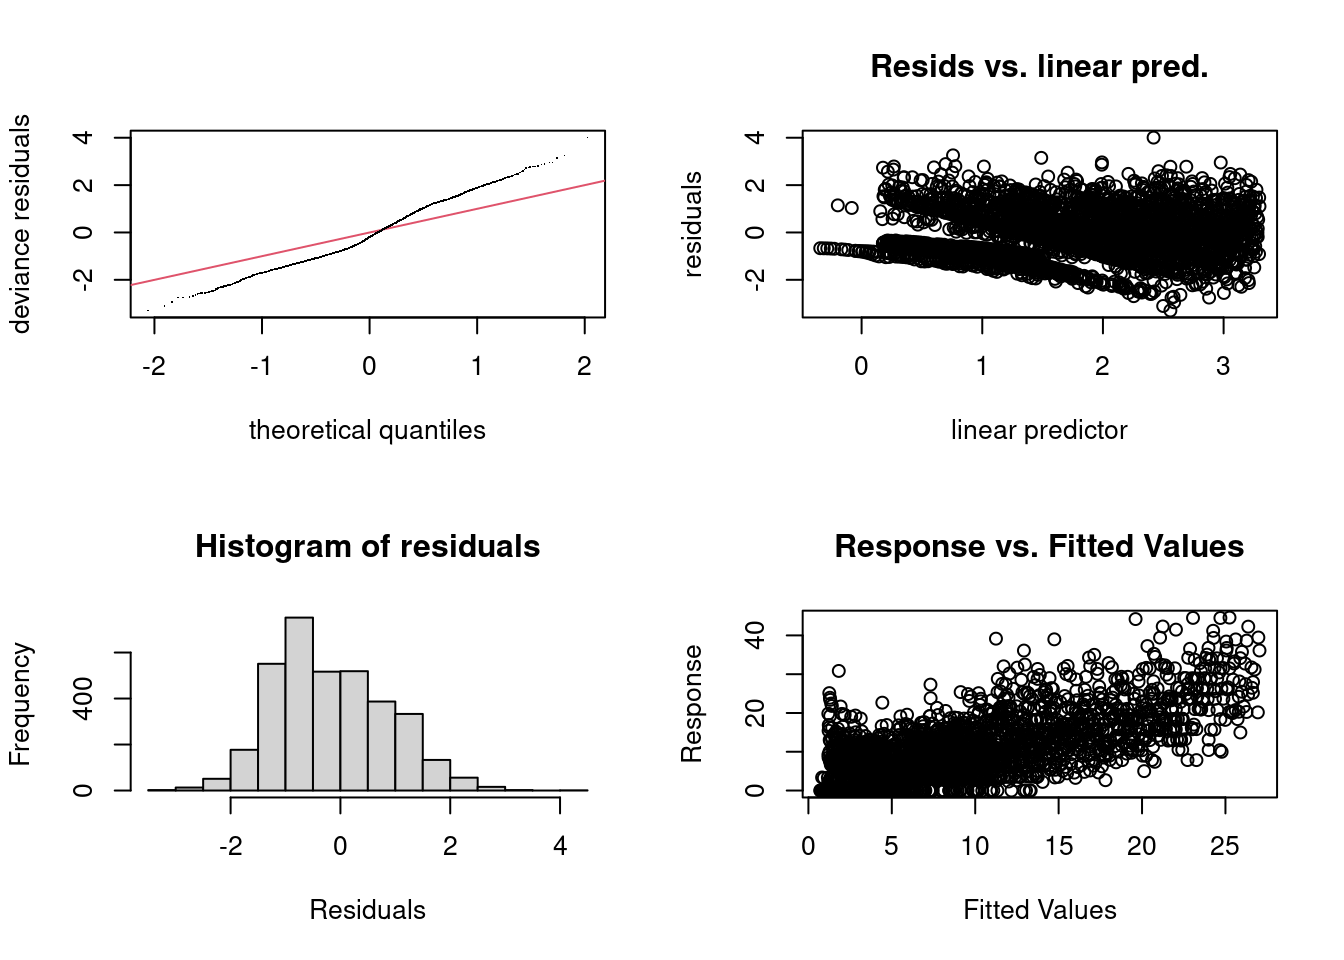 deviance residuals
4
2
0
-2
-2
-1
0
1
2
theoretical quantiles
Resids vs. linear pred.
residuals
4
2
0
-2
0
1
2
3
linear predictor
Histogram of residuals
Frequency
400
0
-2
0
2
4
Residuals
Response vs. Fitted Values
Response
40
20
0
0
5
10
15
20
25
Fitted Values